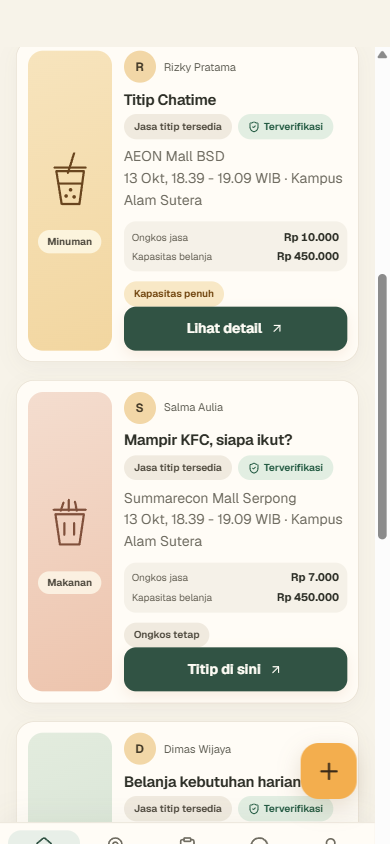 R
Rizky Pratama
Titip Chatime
Jasa titip tersedia
Terverifikasi
AEON Mall BSD
13 Okt, 18.39 - 19.09 WIB · Kampus
Alam Sutera
Minuman
Ongkos jasa
Rp 10.000
Kapasitas belanja
Rp 450.000
Kapasitas penuh
Lihat detail
S
Salma Aulia
Mampir KFC, siapa ikut?
Jasa titip tersedia
Terverifikasi
Summarecon Mall Serpong
13 Okt, 18.39 - 19.09 WIB · Kampus
Alam Sutera
Makanan
Ongkos jasa
Rp 7.000
Kapasitas belanja
Rp 450.000
Ongkos tetap
Titip di sini
D
Dimas Wijaya
Belanja kebutuhan harian
Jasa titip tersedia
Terverifikasi